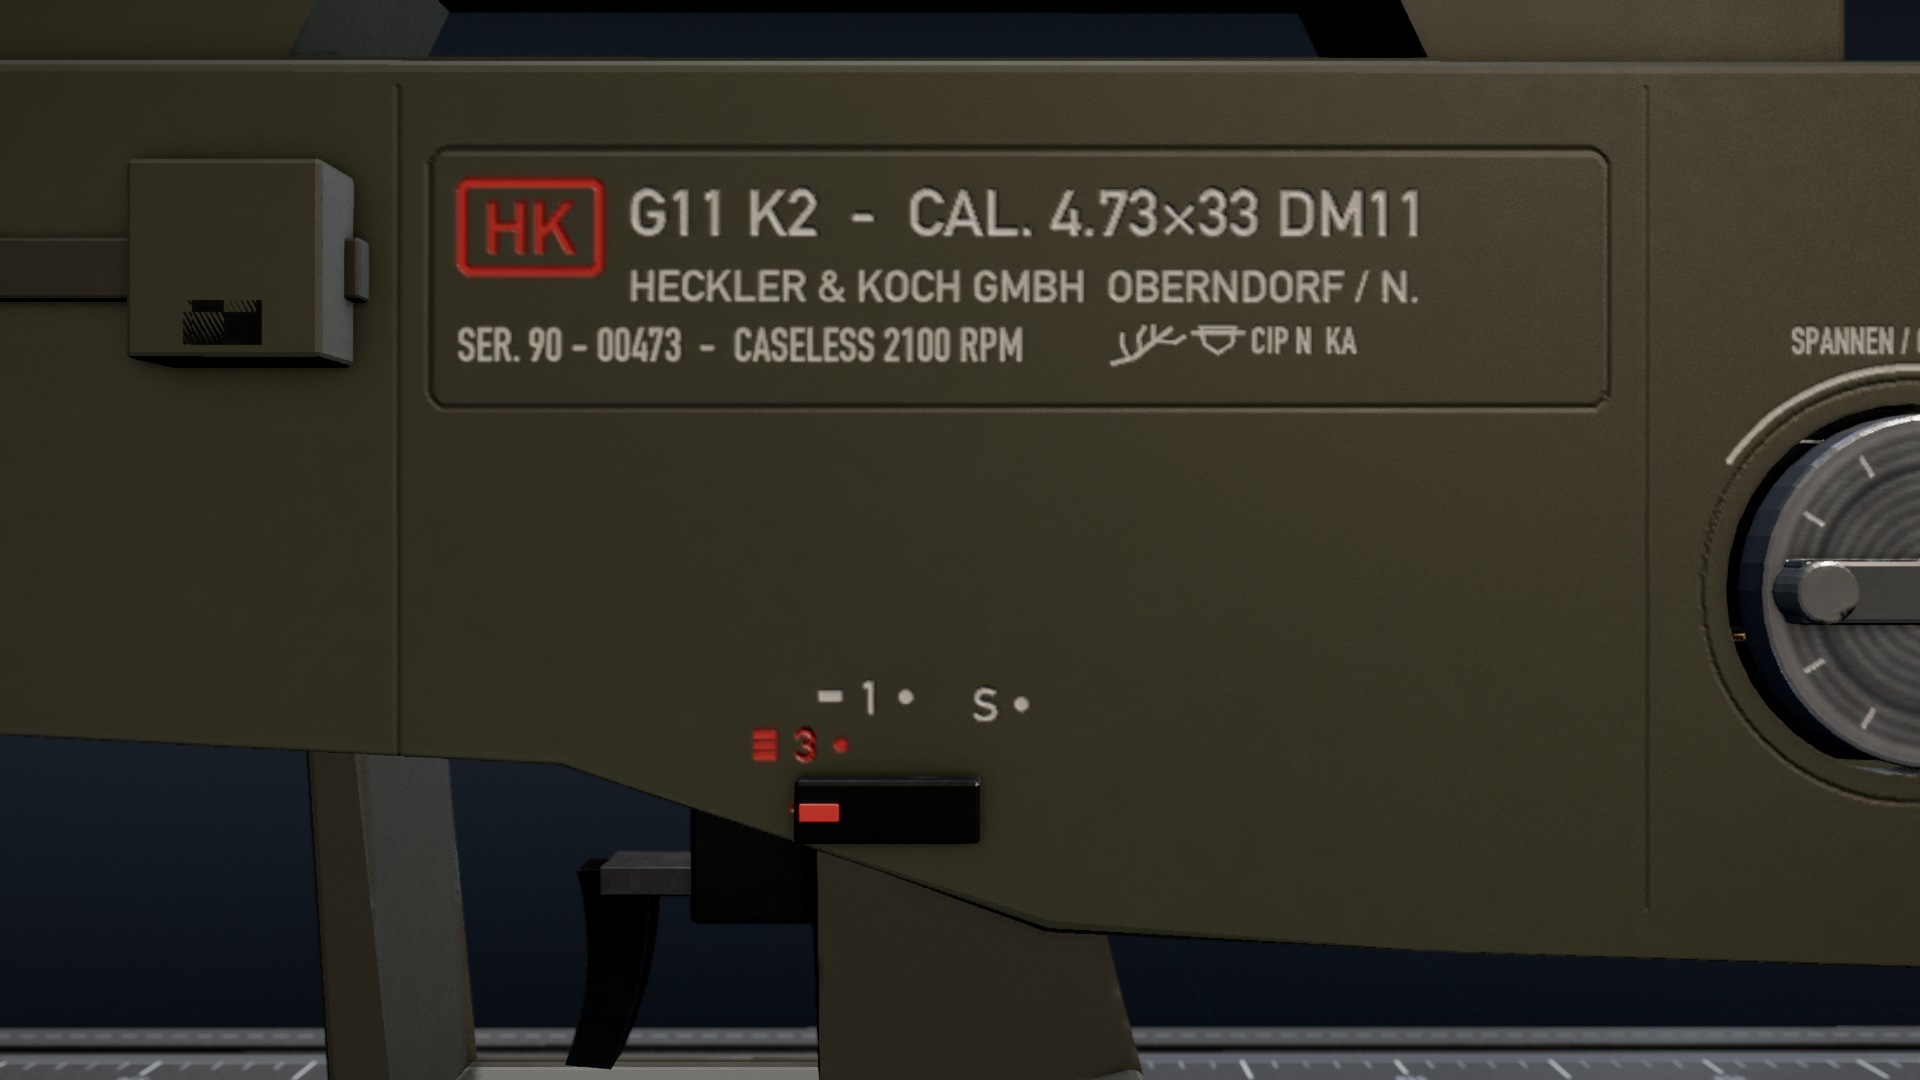 HK
G11 K2 - CAL. 4.73×33 DM11
HECKLER & KOCH GMBH OBERNDORF / N.
SER. 90 - 00473 - CASELESS 2100 RPM
CIP N KA
SPANNEN /
1 S
3